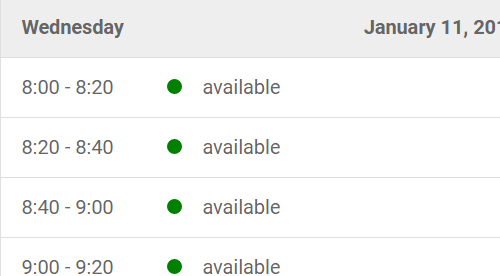 Wednesday January 11,
8:00 - 8:20 available
8:20 - 8:40 available
8:40 - 9:00 available
9:00 - 9:20 available